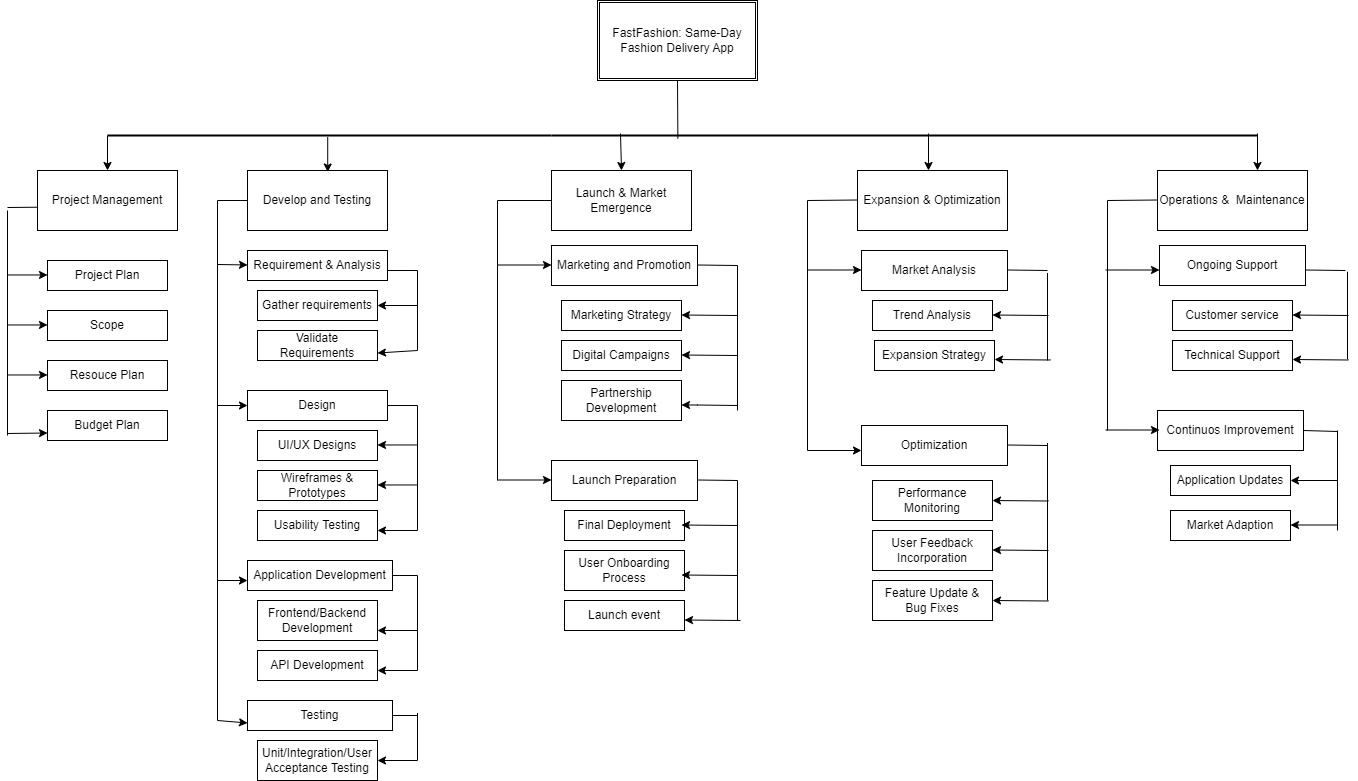 FastFashion: Same-Day
Fashion Delivery App
Project Management
Project Plan
Scope
Resouce Plan
Budget Plan
Develop and Testing
Requirement & Analysis
Gather requirements
Validate
Requirements
Design
UI/UX Designs
Wireframes &
Prototypes
Usability Testing
Application Development
Frontend/Backend
Development
API Development
Testing
Unit/Integration/User
Acceptance Testing
Launch & Market
Emergence
Marketing and Promotion
Marketing Strategy
Digital Campaigns
Partnership
Development
Launch Preparation
Final Deployment
User Onboarding
Process
Launch event
Expansion & Optimization
Market Analysis
Trend Analysis
Expansion Strategy
Optimization
Performance
Monitoring
User Feedback
Incorporation
Feature Update &
Bug Fixes
Operations & Maintenance
Ongoing Support
Customer service
Technical Support
Continuos Improvement
Application Updates
Market Adaption